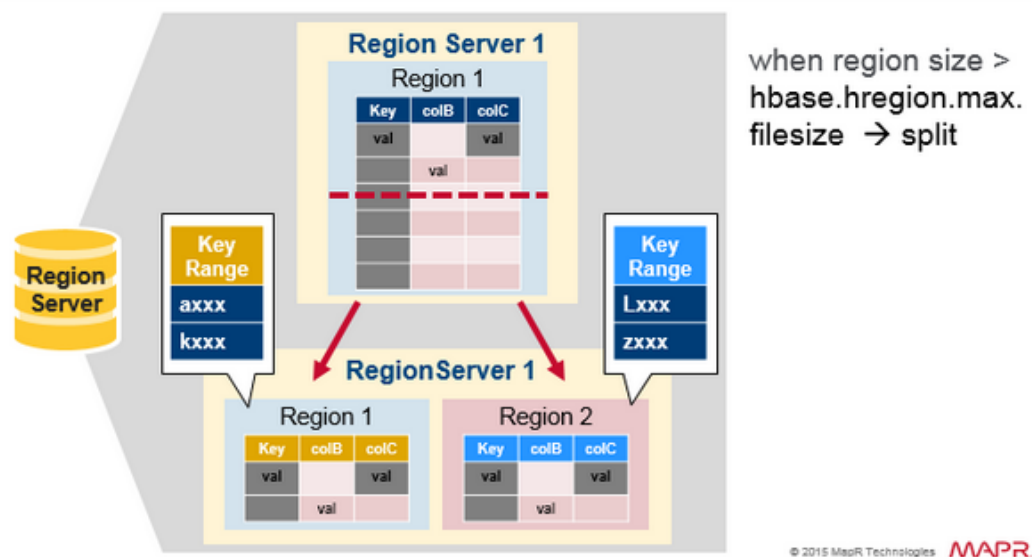 Region Server 1
Region 1
Key colB colC
val val
val
when region size >
hbase.hregion.max.
filesize → split
Region
Server
Key
Range
axxx
kxxx
Key
Range
Lxxx
zxxx
RegionServer 1
Region 1
Key colB colC
val val
val
Region 2
Key colB colC
val val
val
© 2015 MapR Technologies MAPR